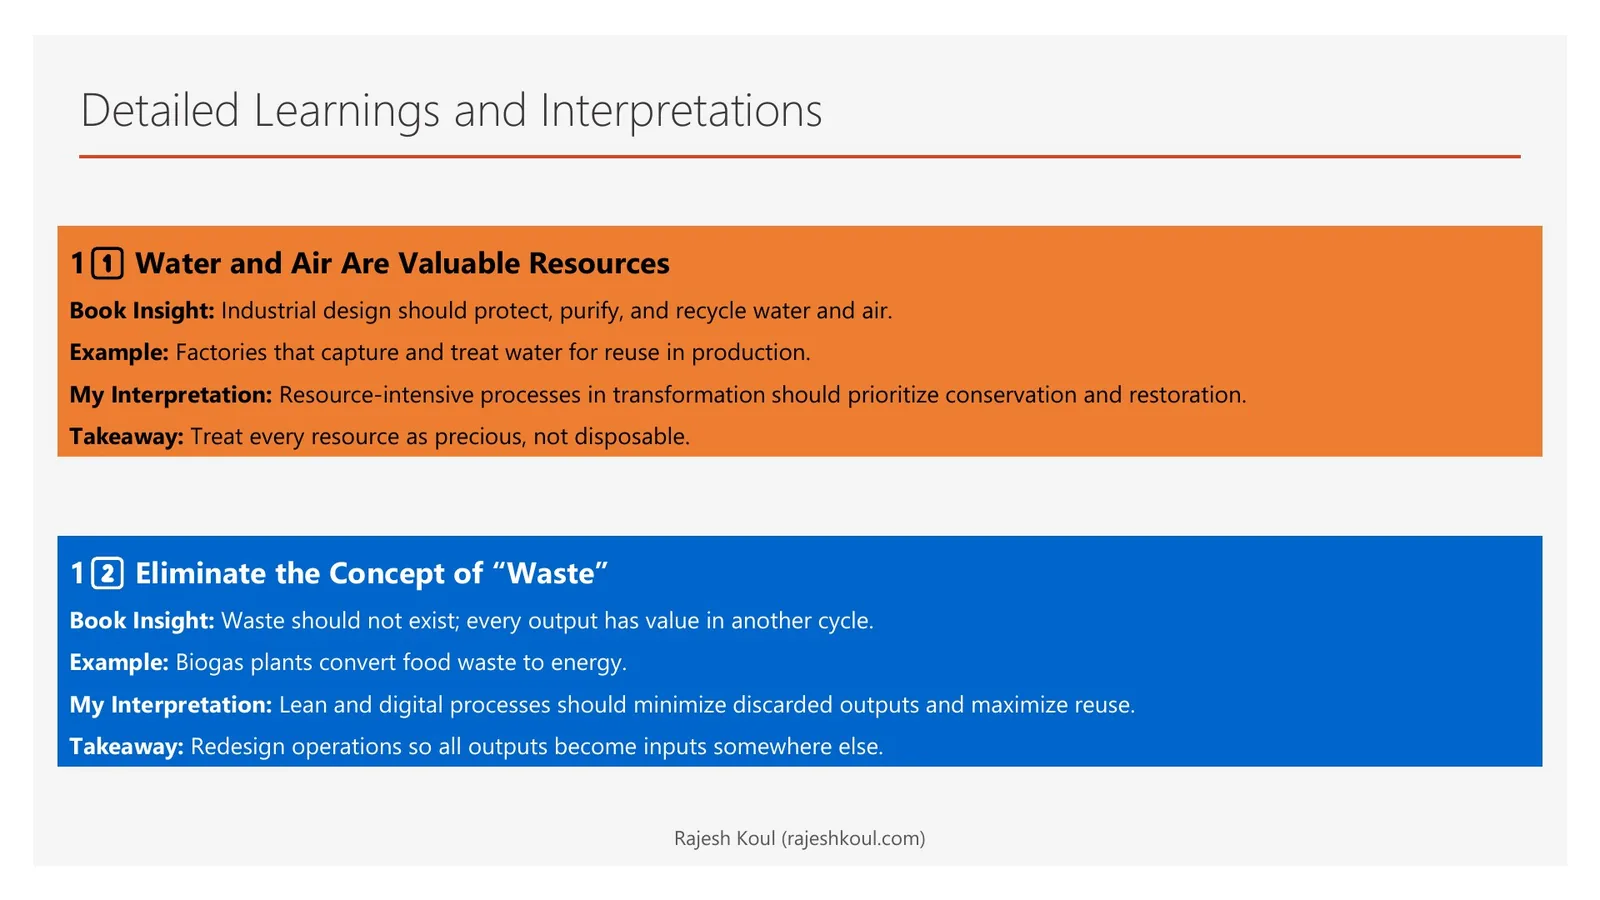 Detailed Learnings and Interpretations
11️⃣ Water and Air Are Valuable Resources
Book Insight: Industrial design should protect, purify, and recycle water and air.
Example: Factories that capture and treat water for reuse in production.
My Interpretation: Resource-intensive processes in transformation should prioritize conservation and restoration.
Takeaway: Treat every resource as precious, not disposable.
12️⃣ Eliminate the Concept of “Waste”
Book Insight: Waste should not exist; every output has value in another cycle.
Example: Biogas plants convert food waste to energy.
My Interpretation: Lean and digital processes should minimize discarded outputs and maximize reuse.
Takeaway: Redesign operations so all outputs become inputs somewhere else.
Rajesh Koul (rajeshkoul.com)